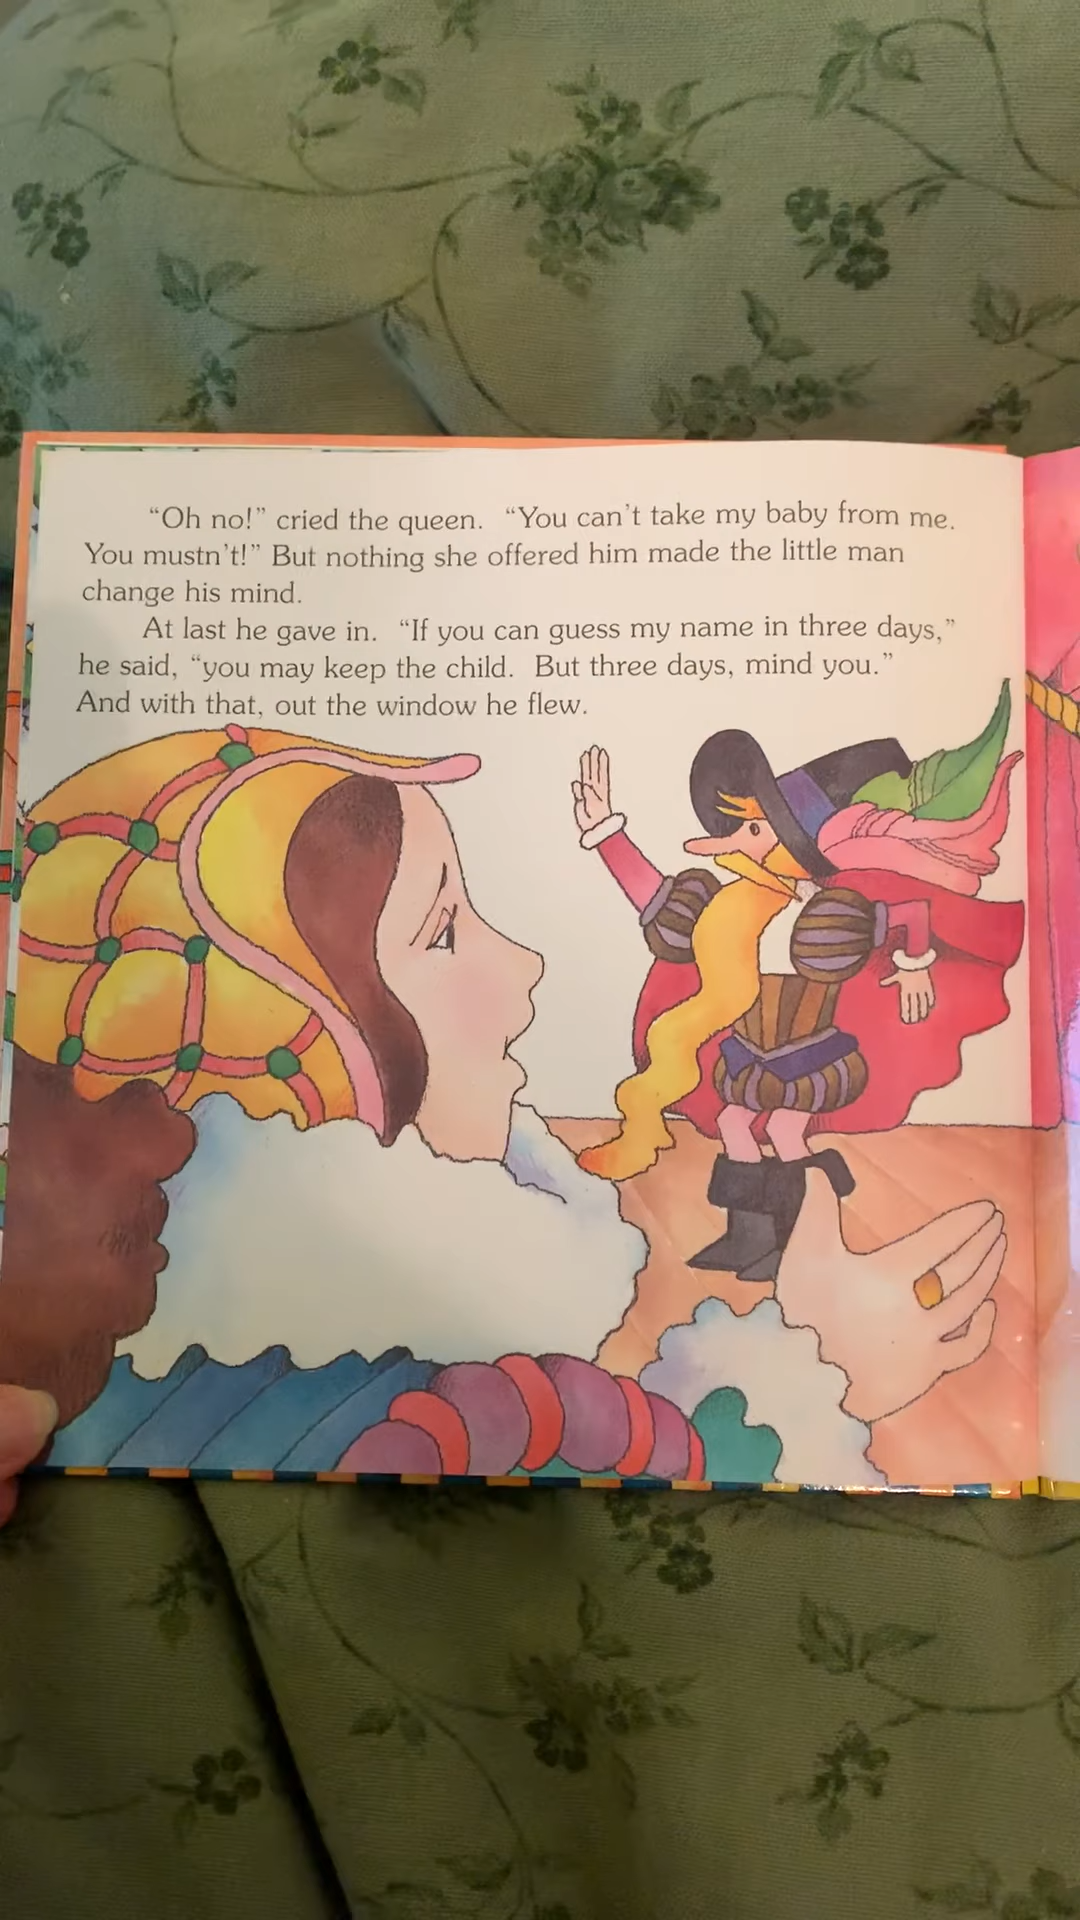 “Oh no!” cried the queen. “You can’t take my baby from me.
You mustn’t!” But nothing she offered him made the little man
change his mind.
At last he gave in. “If you can guess my name in three days,”
he said, “you may keep the child. But three days, mind you.”
And with that, out the window he flew.